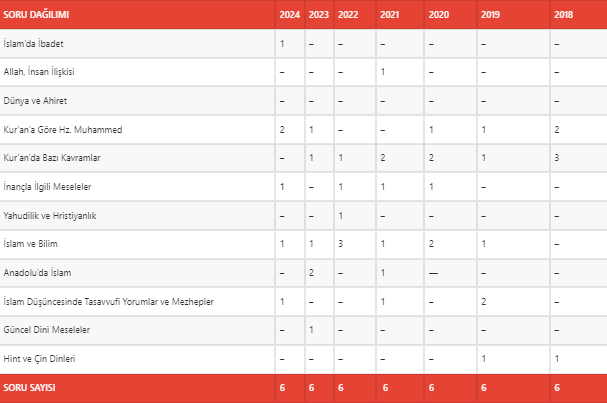 SORU DAĞILIMI 2024 2023 2022 2021 2020 2019 2018
İslam'da İbadet 1 – – – – – –
Allah, İnsan İlişkisi – – – 1 – – –
Dünya ve Ahiret – – – – – – –
Kur'an'a Göre Hz. Muhammed 2 1 – – 1 1 2
Kur'an'da Bazı Kavramlar – 1 1 2 2 1 3
İnançla İlgili Meseleler 1 – 1 1 1 – –
Yahudilik ve Hristiyanlık – – 1 – – – –
İslam ve Bilim 1 1 3 1 2 1 –
Anadolu'da İslam – 2 – 1 — – –
İslam Düşüncesinde Tasavvufi Yorumlar ve Mezhepler 1 – – 1 – 2 –
Güncel Dini Meseleler – 1 – – – – –
Hint ve Çin Dinleri – – – – – 1 1
SORU SAYISI 6 6 6 6 6 6 6